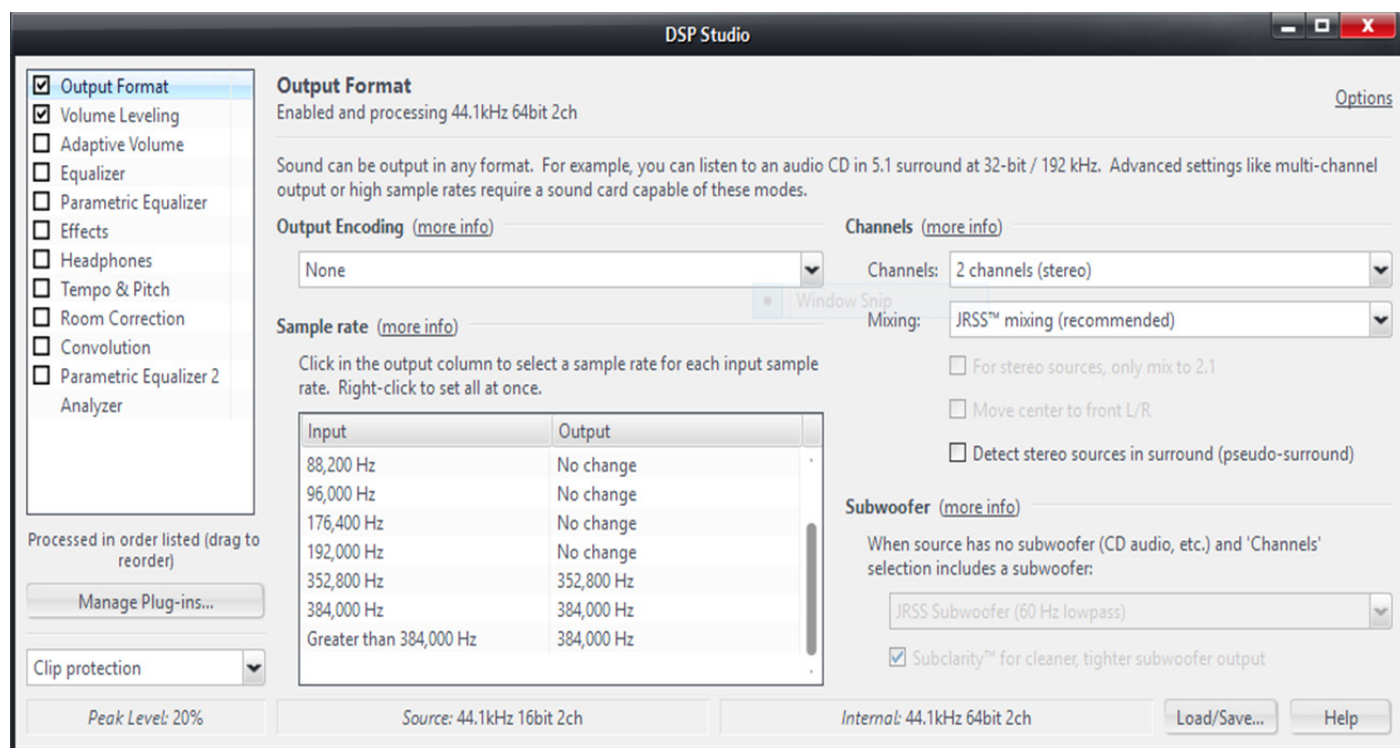 DSP Studio
Output Format
Volume Leveling
Adaptive Volume
Equalizer
Parametric Equalizer
Effects
Headphones
Tempo & Pitch
Room Correction
Convolution
Parametric Equalizer 2
Analyzer
Processed in order listed (drag to
reorder)
Manage Plug-ins...
Clip protection
Output Format
Enabled and processing 44.1kHz 64bit 2ch
Options
Sound can be output in any format. For example, you can listen to an audio CD in 5.1 surround at 32-bit / 192 kHz. Advanced settings like multi-channel
output or high sample rates require a sound card capable of these modes.
Output Encoding (more info)
None
Window Snip
Sample rate (more info)
Click in the output column to select a sample rate for each input sample
rate. Right-click to set all at once.
Input Output
88,200 Hz No change
96,000 Hz No change
176,400 Hz No change
192,000 Hz No change
352,800 Hz 352,800 Hz
384,000 Hz 384,000 Hz
Greater than 384,000 Hz 384,000 Hz
Channels (more info)
Channels: 2 channels (stereo)
Mixing: JRSS™ mixing (recommended)
For stereo sources, only mix to 2.1
Move center to front L/R
Detect stereo sources in surround (pseudo-surround)
Subwoofer (more info)
When source has no subwoofer (CD audio, etc.) and 'Channels'
selection includes a subwoofer:
JRSS Subwoofer (60 Hz lowpass)
Subclarity™ for cleaner, tighter subwoofer output
Peak Level: 20% Source: 44.1kHz 16bit 2ch Internal: 44.1kHz 64bit 2ch Load/Save... Help